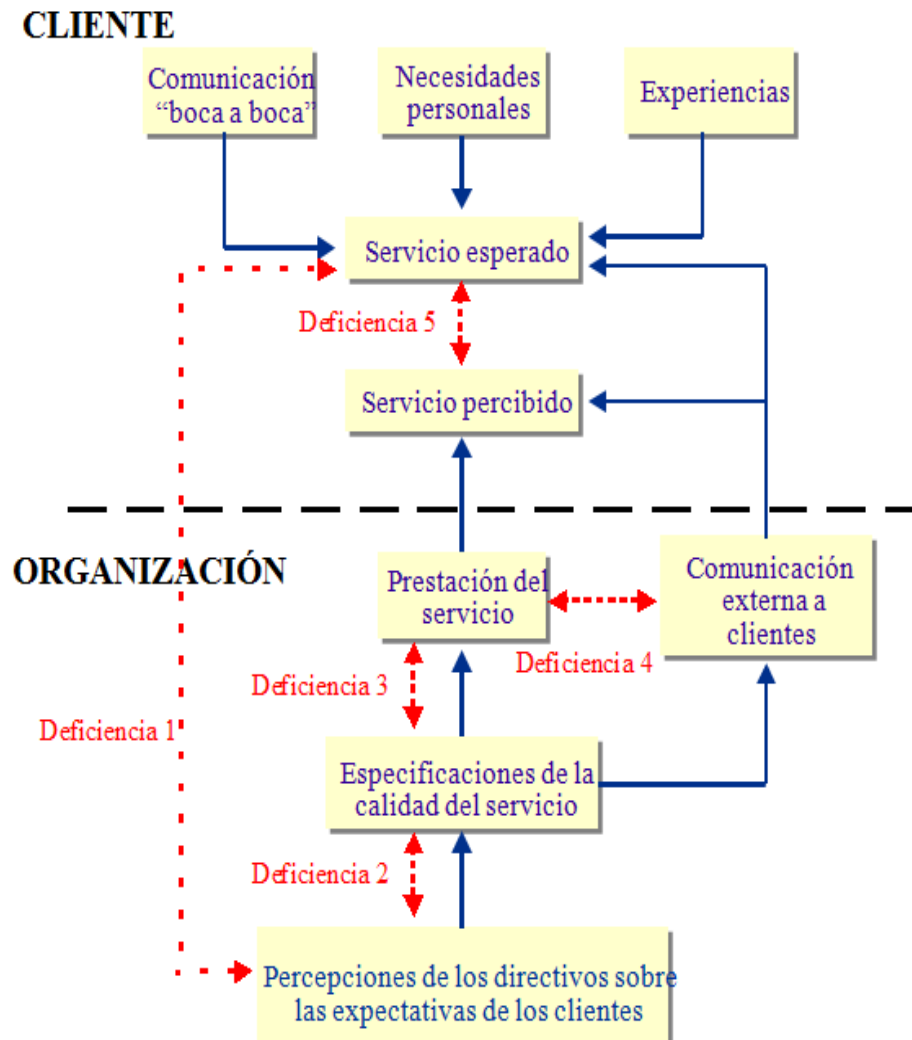 CLIENTE
Comunicación
“boca a boca”
Necesidades
personales
Experiencias
Servicio esperado
Deficiencia 5
Servicio percibido
ORGANIZACIÓN
Prestación del
servicio
Comunicación
externa a
clientes
Deficiencia 4
Deficiencia 3
Deficiencia 1
Especificaciones de la
calidad del servicio
Deficiencia 2
Percepciones de los directivos sobre
las expectativas de los clientes